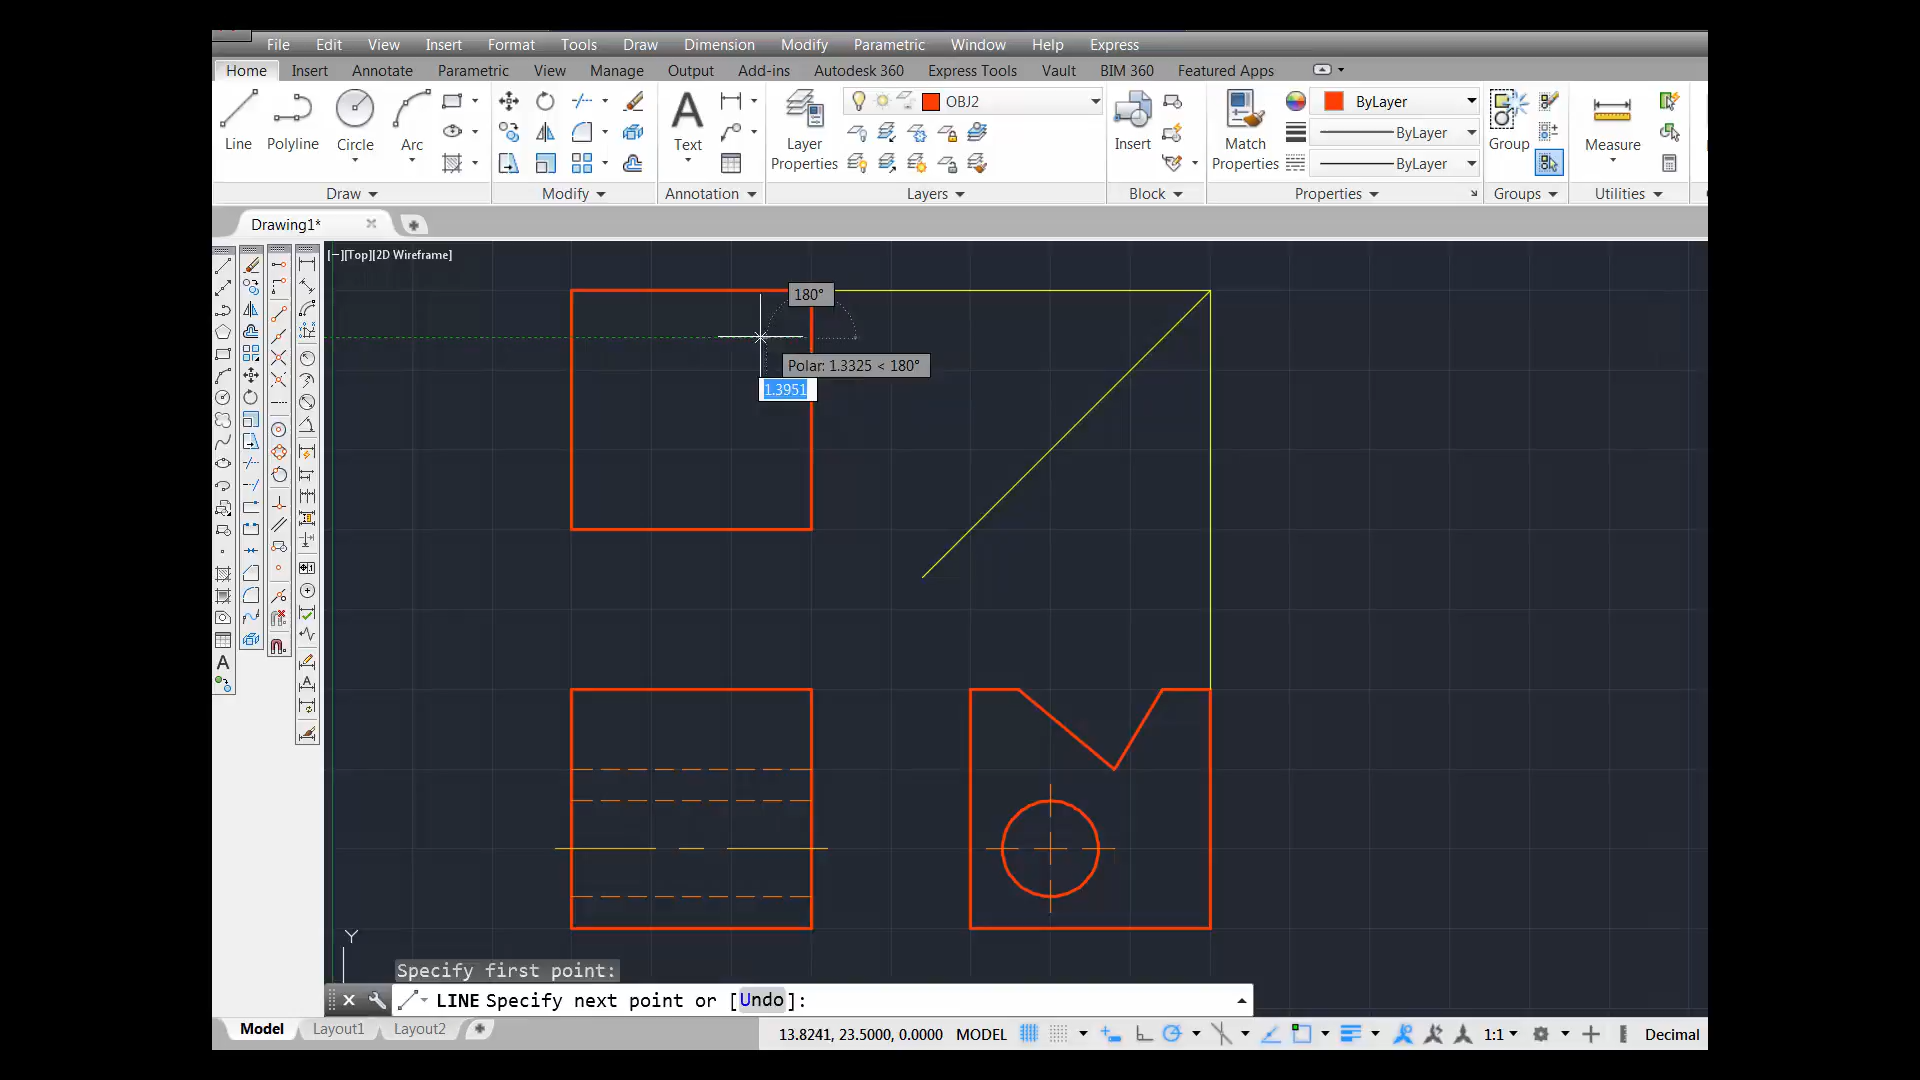 File Edit View Insert Format Tools Draw Dimension Modify Parametric Window Help Express
Home Insert Annotate Parametric View Manage Output Add-ins Autodesk 360 Express Tools Vault BIM 360 Featured Apps
OBJ2
ByLayer
ByLayer
ByLayer
Line Polyline Circle Arc
Text
Layer Properties
Insert
Match Properties
Group
Measure
Draw Modify Annotation Layers Block Properties Groups Utilities
Drawing1*
[−][Top][2D Wireframe]
180°
Polar: 1.3325 < 180°
1.3951
Y
Specify first point:
LINE Specify next point or [Undo]:
Model Layout1 Layout2
13.8241, 23.5000, 0.0000 MODEL 1:1 Decimal